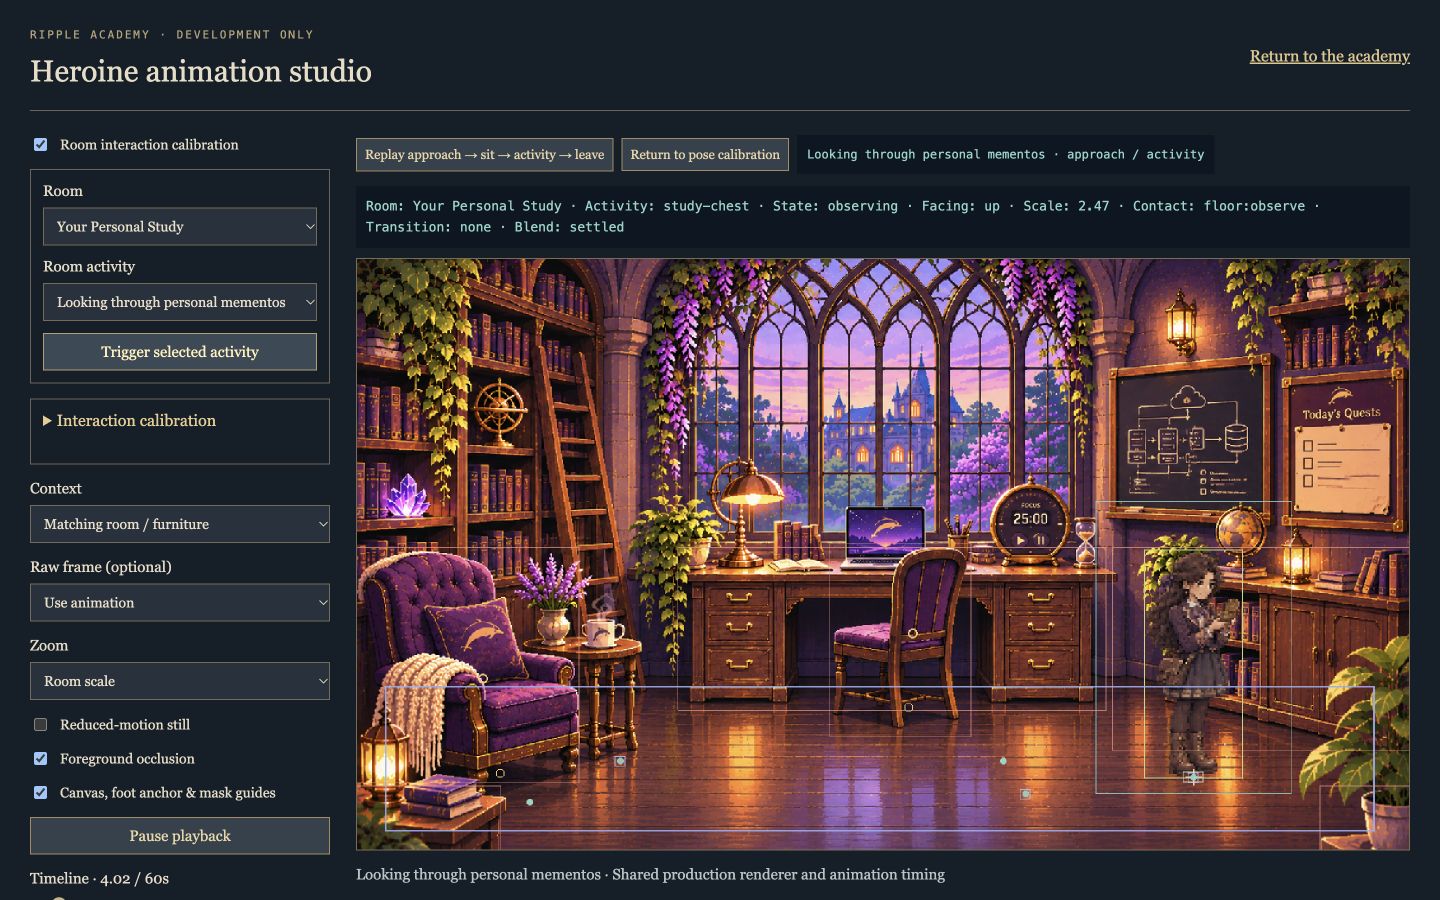 RIPPLE ACADEMY · DEVELOPMENT ONLY
Heroine animation studio
Return to the academy
Room interaction calibration
Room
Your Personal Study
Room activity
Looking through personal mementos
Trigger selected activity
▶ Interaction calibration
Context
Matching room / furniture
Raw frame (optional)
Use animation
Zoom
Room scale
Reduced-motion still
Foreground occlusion
Canvas, foot anchor & mask guides
Pause playback
Timeline · 4.02 / 60s
Replay approach → sit → activity → leave
Return to pose calibration
Looking through personal mementos · approach / activity
Room: Your Personal Study · Activity: study-chest · State: observing · Facing: up · Scale: 2.47 · Contact: floor:observe ·
Transition: none · Blend: settled
Today's Quests
FOCUS
25:00
Looking through personal mementos · Shared production renderer and animation timing